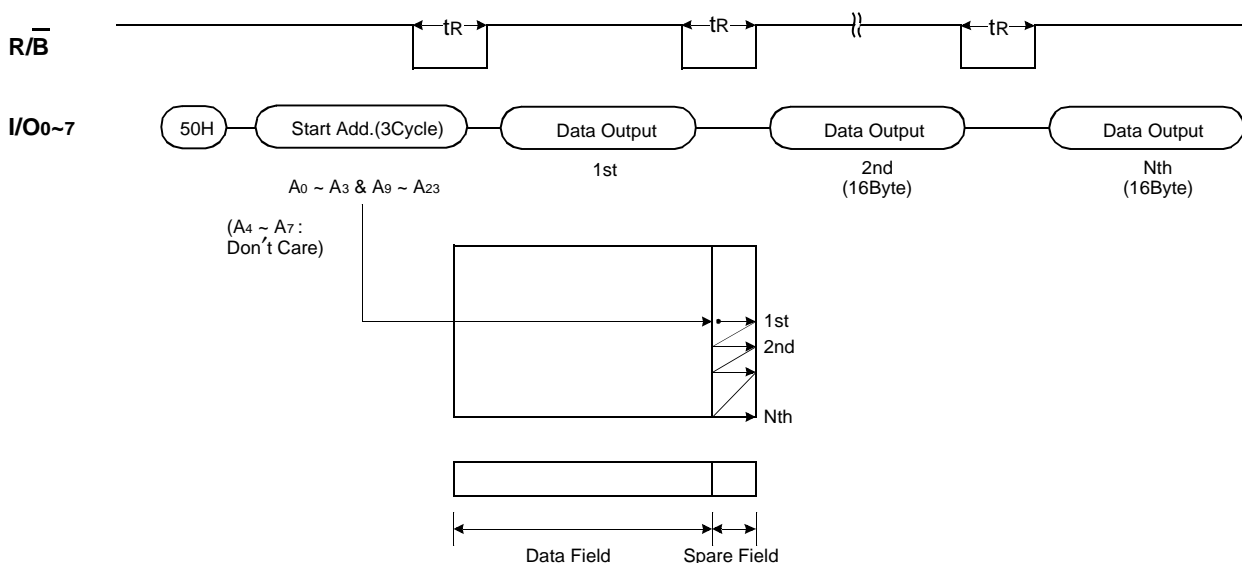 tR tR tR
R/B
I/O0~7 50H Start Add.(3Cycle) Data Output Data Output Data Output
1st 2nd Nth
(16Byte) (16Byte)
A0 ~ A3 & A9 ~ A23
(A4 ~ A7 :
Don't Care)
1st
2nd
Nth
Data Field Spare Field